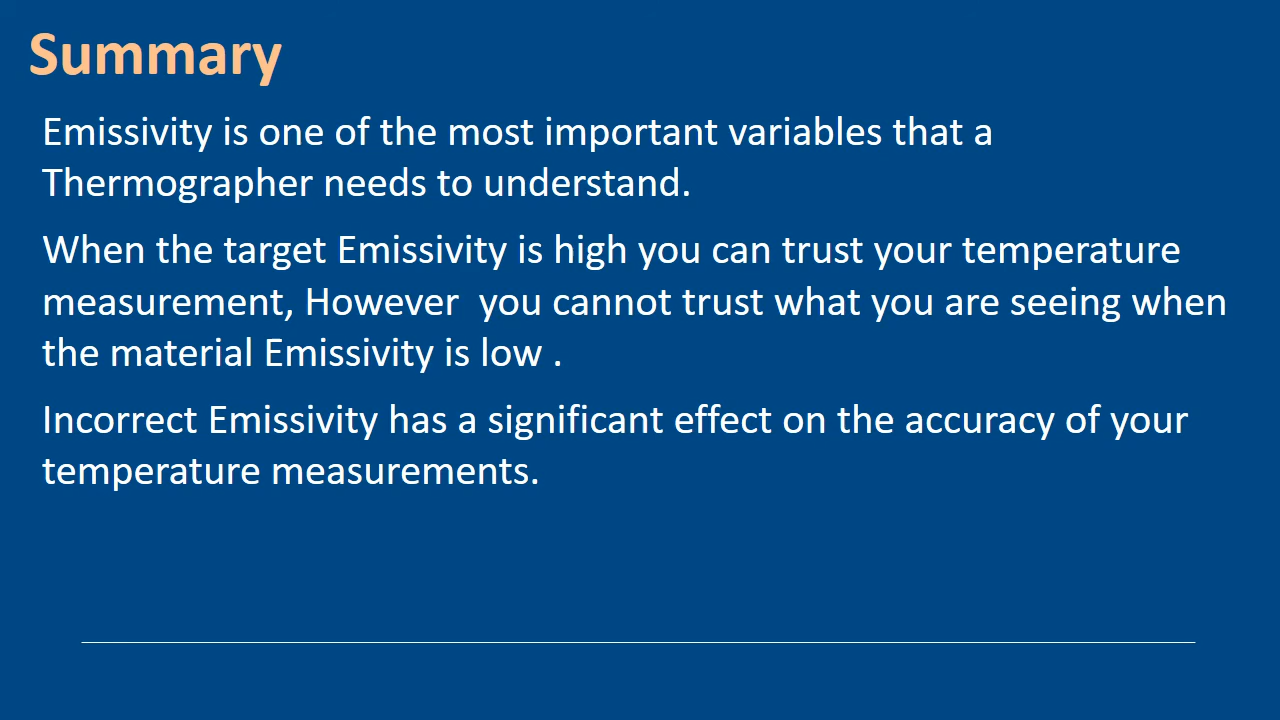 Summary
Emissivity is one of the most important variables that a
Thermographer needs to understand.
When the target Emissivity is high you can trust your temperature
measurement, However  you cannot trust what you are seeing when
the material Emissivity is low .
Incorrect Emissivity has a significant effect on the accuracy of your
temperature measurements.